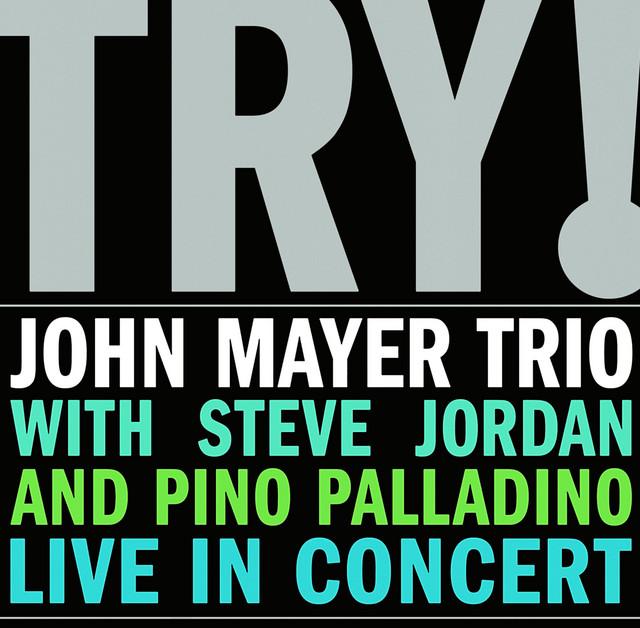 TRY!
JOHN MAYER TRIO
WITH STEVE JORDAN
AND PINO PALLADINO
LIVE IN CONCERT